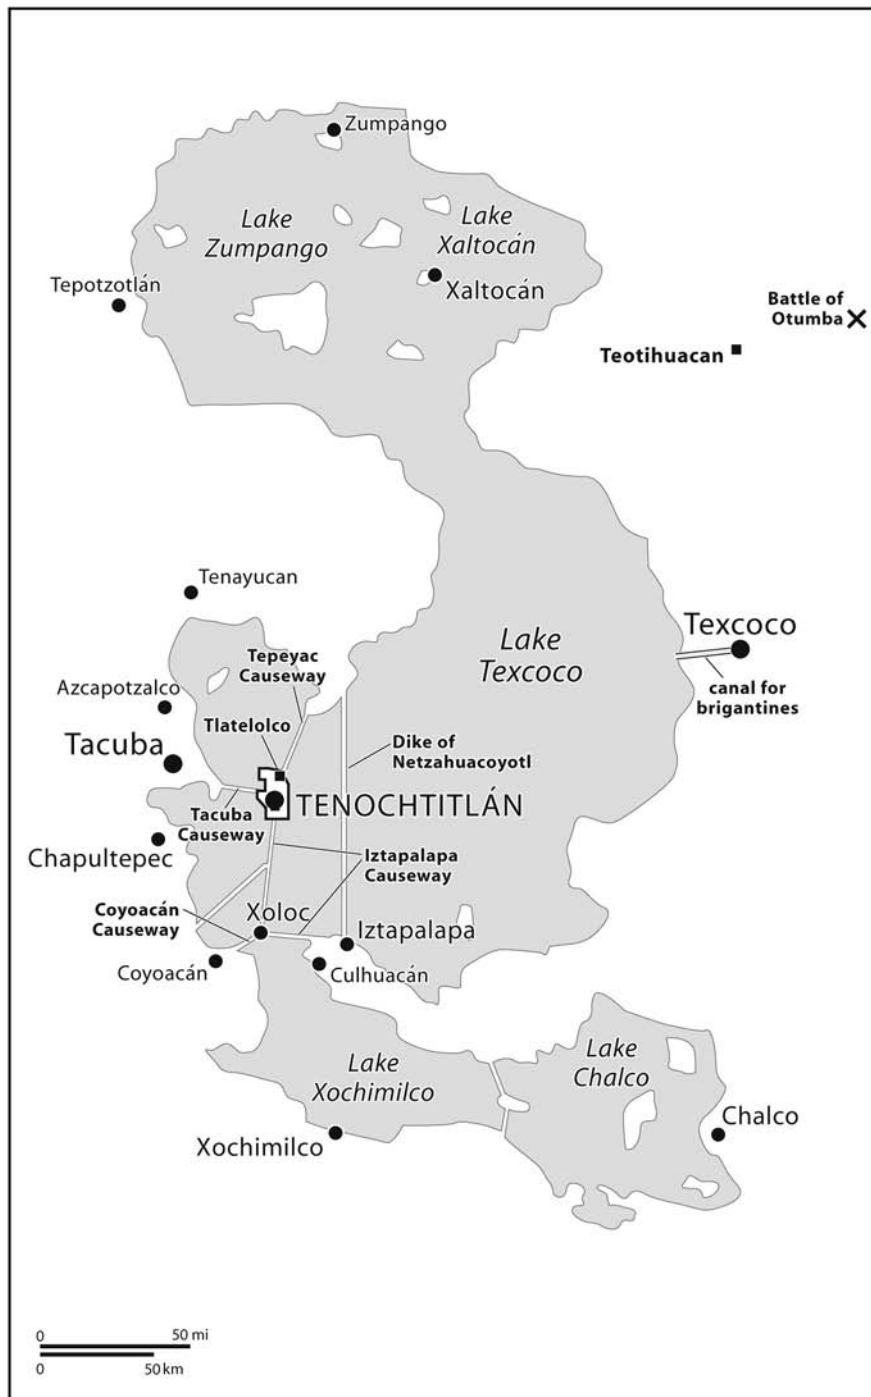 Zumpango
Lake
Zumpango
Lake
Xaltocán
Xaltocán
Tepotzotlán
Battle of
Otumba
Teotihuacan
Tenayucan
Texcoco
Lake
Texcoco
Tepeyac
Causeway
canal for
brigantines
Azcapotzalco
Tlatelolco
Tacuba
Dike of
Netzahuacoyotl
TENOCHTITLÁN
Tacuba
Causeway
Chapultepec
Iztapalapa
Causeway
Coyoacán
Causeway
Xoloc
Iztapalapa
Coyoacán
Culhuacán
Lake
Xochimilco
Lake
Chalco
Chalco
Xochimilco
0 50 mi
0 50 km